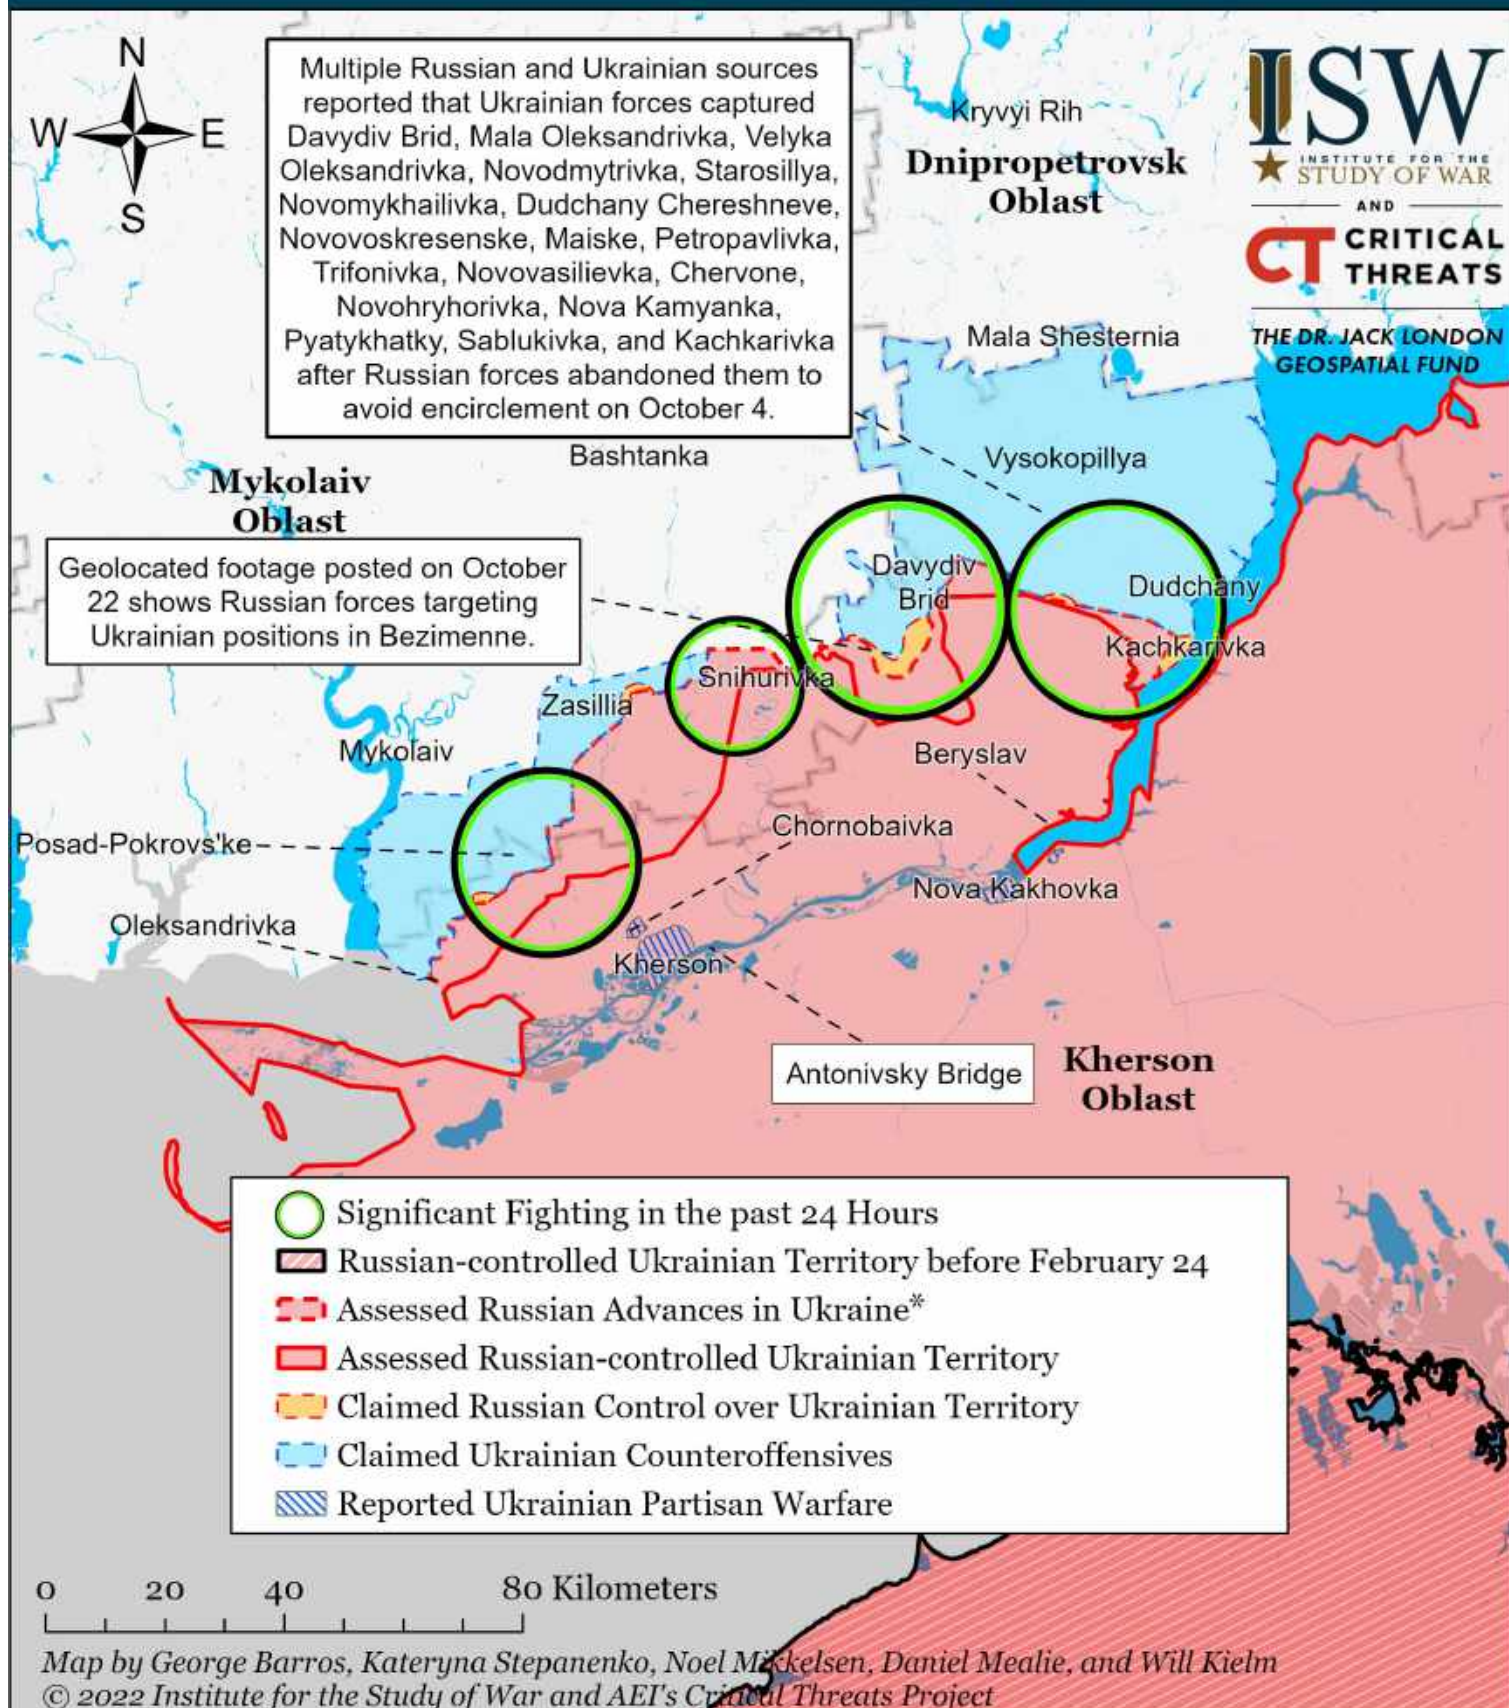 N
W E
S
Multiple Russian and Ukrainian sources
reported that Ukrainian forces captured
Davydiv Brid, Mala Oleksandrivka, Velyka
Oleksandrivka, Novodmytrivka, Starosillya,
Novomykhailivka, Dudchany Chereshneve,
Novovoskresenske, Maiske, Petropavlivka,
Trifonivka, Novovasilievka, Chervone,
Novohryhorivka, Nova Kamyanka,
Pyatykhatky, Sablukivka, and Kachkarivka
after Russian forces abandoned them to
avoid encirclement on October 4.
Kryvyi Rih
Dnipropetrovsk
Oblast
ISW
INSTITUTE FOR THE
STUDY OF WAR
AND
CT CRITICAL
THREATS
THE DR. JACK LONDON
GEOSPATIAL FUND
Mala Shesternia
Bashtanka
Vysokopillya
Mykolaiv
Oblast
Geolocated footage posted on October
22 shows Russian forces targeting
Ukrainian positions in Bezimenne.
Davydiv
Brid
Dudchany
Kachkarivka
Snihurivka
Zasillia
Mykolaiv
Beryslav
Chornobaivka
Posad-Pokrovs'ke
Nova Kakhovka
Oleksandrivka
Kherson
Antonivsky Bridge
Kherson
Oblast
Significant Fighting in the past 24 Hours
Russian-controlled Ukrainian Territory before February 24
Assessed Russian Advances in Ukraine*
Assessed Russian-controlled Ukrainian Territory
Claimed Russian Control over Ukrainian Territory
Claimed Ukrainian Counteroffensives
Reported Ukrainian Partisan Warfare
0 20 40 80 Kilometers
Map by George Barros, Kateryna Stepanenko, Noel Mikkelsen, Daniel Mealie, and Will Kielm
© 2022 Institute for the Study of War and AEI's Critical Threats Project